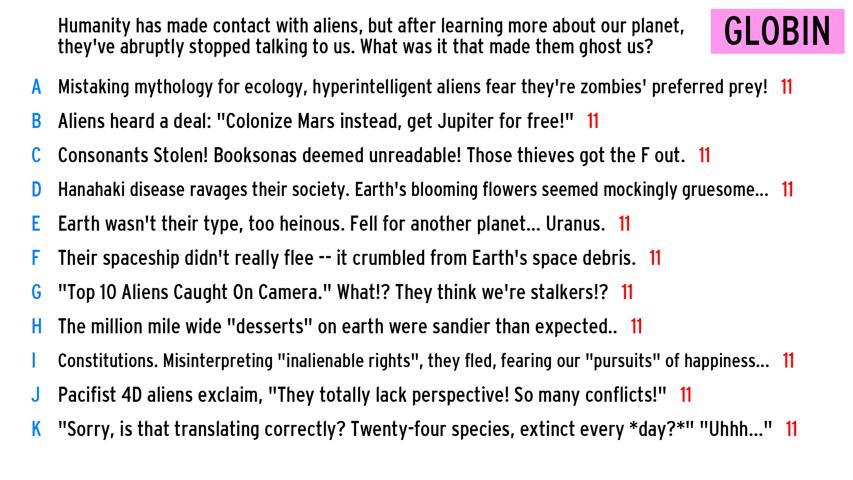 Humanity has made contact with aliens, but after learning more about our planet,
they've abruptly stopped talking to us. What was it that made them ghost us?
GLOBIN
A Mistaking mythology for ecology, hyperintelligent aliens fear they're zombies' preferred prey! 11
B Aliens heard a deal: "Colonize Mars instead, get Jupiter for free!" 11
C Consonants Stolen! Booksonas deemed unreadable! Those thieves got the F out. 11
D Hanahaki disease ravages their society. Earth's blooming flowers seemed mockingly gruesome... 11
E Earth wasn't their type, too heinous. Fell for another planet... Uranus. 11
F Their spaceship didn't really flee -- it crumbled from Earth's space debris. 11
G "Top 10 Aliens Caught On Camera." What!? They think we're stalkers!? 11
H The million mile wide "desserts" on earth were sandier than expected.. 11
I Constitutions. Misinterpreting "inalienable rights", they fled, fearing our "pursuits" of happiness... 11
J Pacifist 4D aliens exclaim, "They totally lack perspective! So many conflicts!" 11
K "Sorry, is that translating correctly? Twenty-four species, extinct every *day?*" "Uhhh..." 11